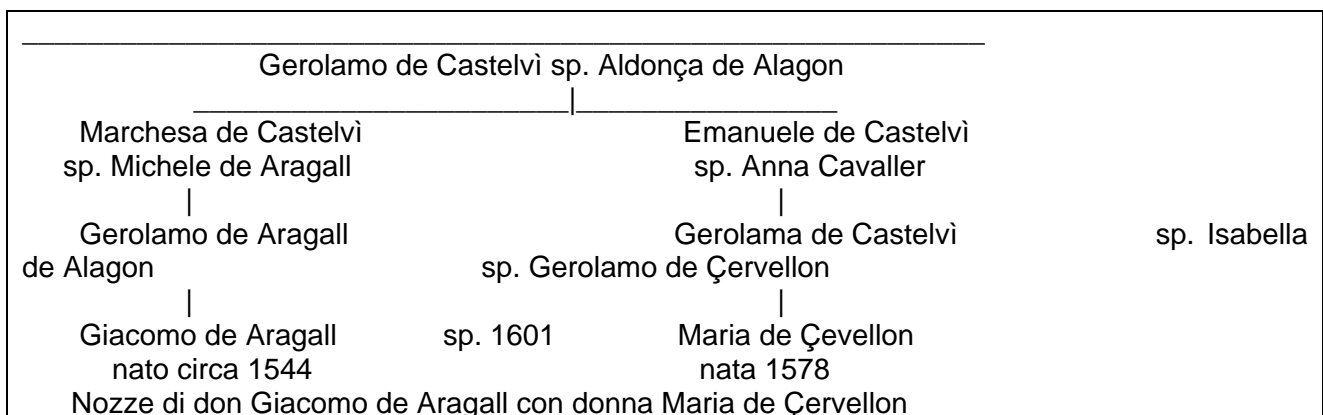 Gerolamo de Castelvì sp. Aldonça de Alagon
Marchesa de Castelvì Emanuele de Castelvì
sp. Michele de Aragall sp. Anna Cavaller
Gerolamo de Aragall Gerolama de Castelvì sp. Isabella
de Alagon sp. Gerolamo de Çervellon
Giacomo de Aragall sp. 1601 Maria de Çevellon
nato circa 1544 nata 1578
Nozze di don Giacomo de Aragall con donna Maria de Çervellon